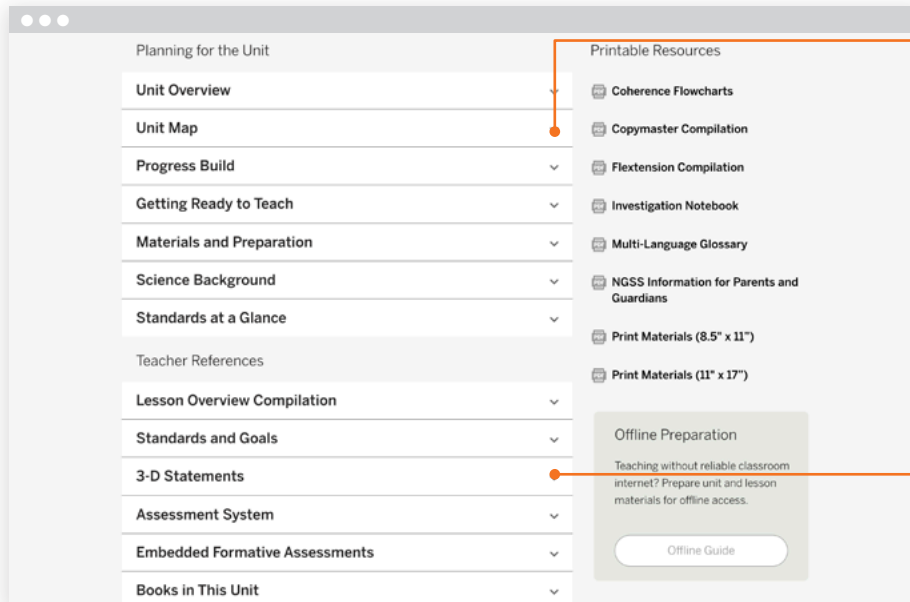 Planning for the Unit
Unit Overview
Unit Map
Progress Build
Getting Ready to Teach
Materials and Preparation
Science Background
Standards at a Glance
Teacher References
Lesson Overview Compilation
Standards and Goals
3-D Statements
Assessment System
Embedded Formative Assessments
Books in This Unit
Printable Resources
Coherence Flowcharts
Copymaster Compilation
Flextension Compilation
Investigation Notebook
Multi-Language Glossary
NGSS Information for Parents and
Guardians
Print Materials (8.5" x 11")
Print Materials (11" x 17")
Offline Preparation
Teaching without reliable classroom
internet? Prepare unit and lesson
materials for offline access.
Offline Guide